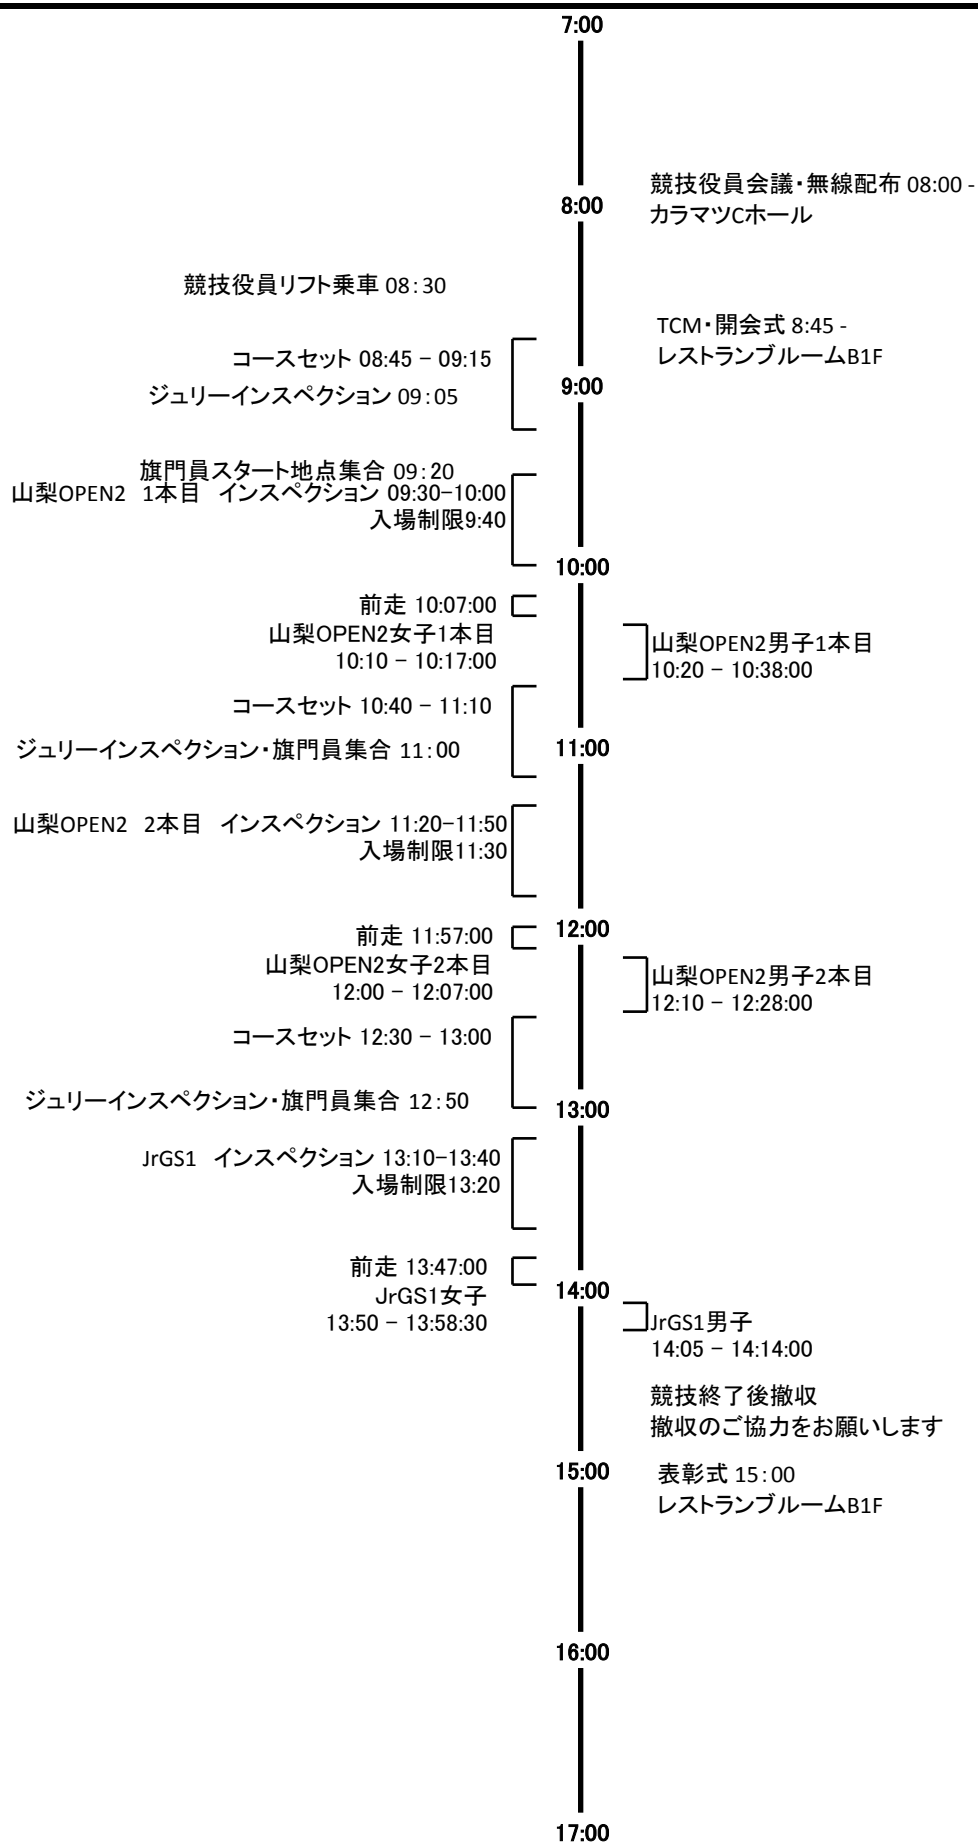 7:00
競技役員会議・無線配布 08:00 -
8:00
カラマツCホール
競技役員リフト乗車 08:30
TCM・開会式 8:45 -
レストランブルームB1F
コースセット 08:45 - 09:15
9:00
ジュリーインスペクション 09:05
旗門員スタート地点集合 09:20
山梨OPEN2 1本目 インスペクション 09:30-10:00
入場制限9:40
10:00
前走 10:07:00
山梨OPEN2女子1本目
10:10 - 10:17:00
山梨OPEN2男子1本目
10:20 - 10:38:00
コースセット 10:40 - 11:10
ジュリーインスペクション・旗門員集合 11:00
11:00
山梨OPEN2 2本目 インスペクション 11:20-11:50
入場制限11:30
12:00
前走 11:57:00
山梨OPEN2女子2本目
12:00 - 12:07:00
山梨OPEN2男子2本目
12:10 - 12:28:00
コースセット 12:30 - 13:00
ジュリーインスペクション・旗門員集合 12:50
13:00
JrGS1 インスペクション 13:10-13:40
入場制限13:20
前走 13:47:00
14:00
JrGS1女子
13:50 - 13:58:30
JrGS1男子
14:05 - 14:14:00
競技終了後撤収
撤収のご協力をお願いします
15:00
表彰式 15:00
レストランブルームB1F
16:00
17:00